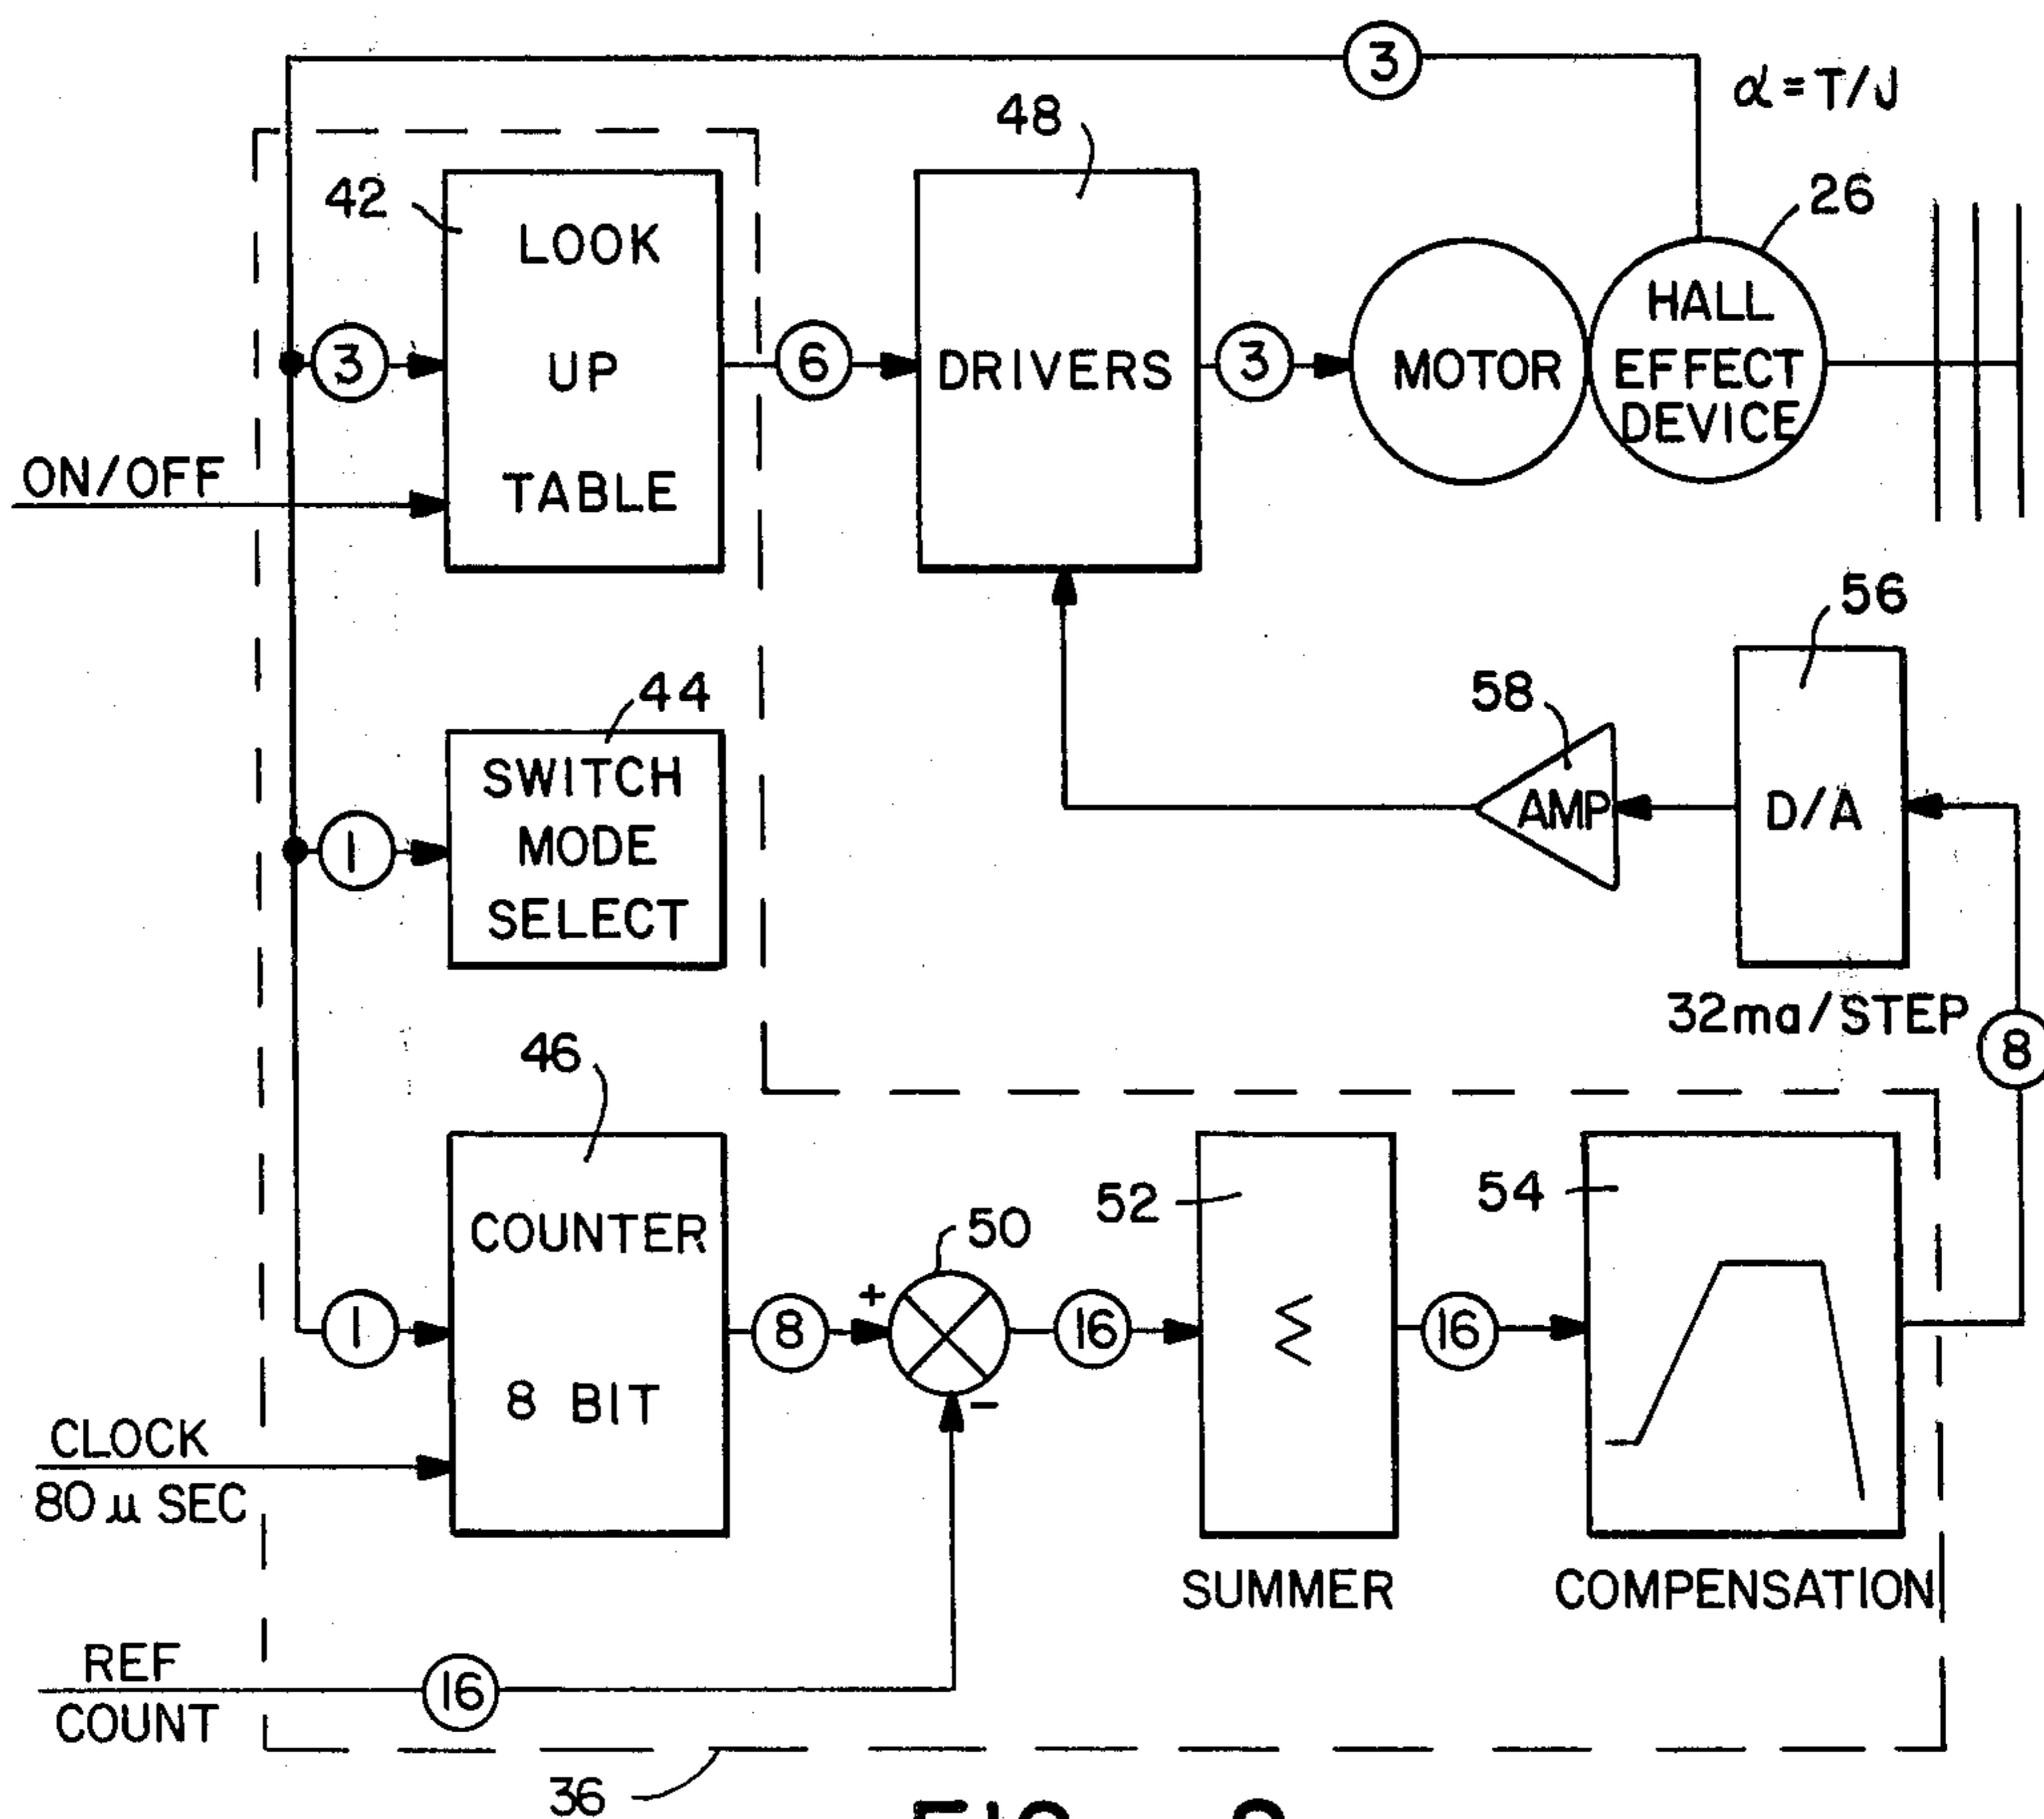 3
α = T/J
48
42
26
LOOK
UP
TABLE
3
6
DRIVERS
3
MOTOR
HALL
EFFECT
DEVICE
ON/OFF
56
44
58
SWITCH
MODE
SELECT
1
AMP
D/A
32ma/STEP
8
46
52
54
50
COUNTER
8 BIT
1
8
+
−
16
Σ
16
CLOCK
80 μ SEC
SUMMER
COMPENSATION
REF
COUNT
16
36